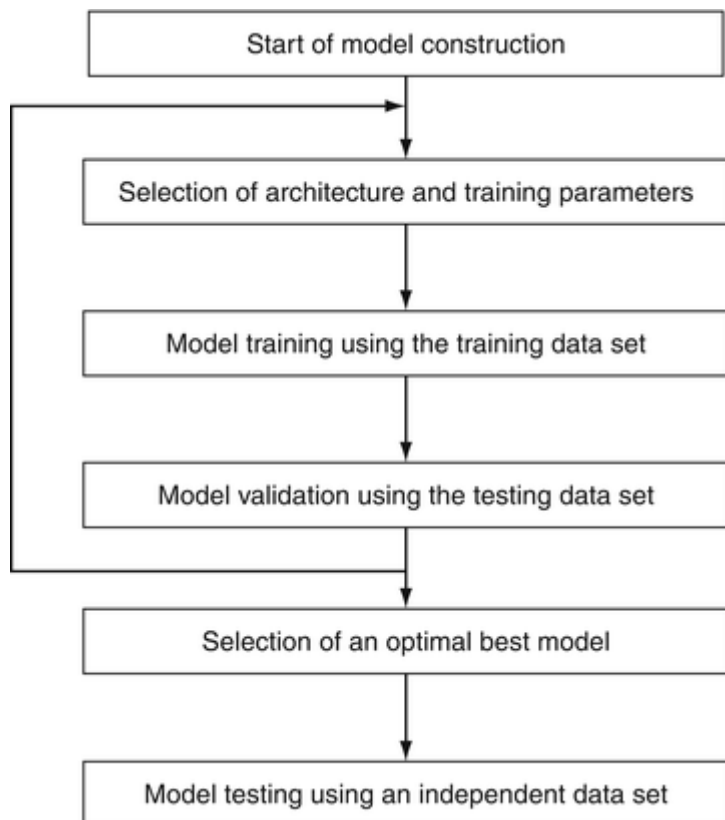 Start of model construction
Selection of architecture and training parameters
Model training using the training data set
Model validation using the testing data set
Selection of an optimal best model
Model testing using an independent data set